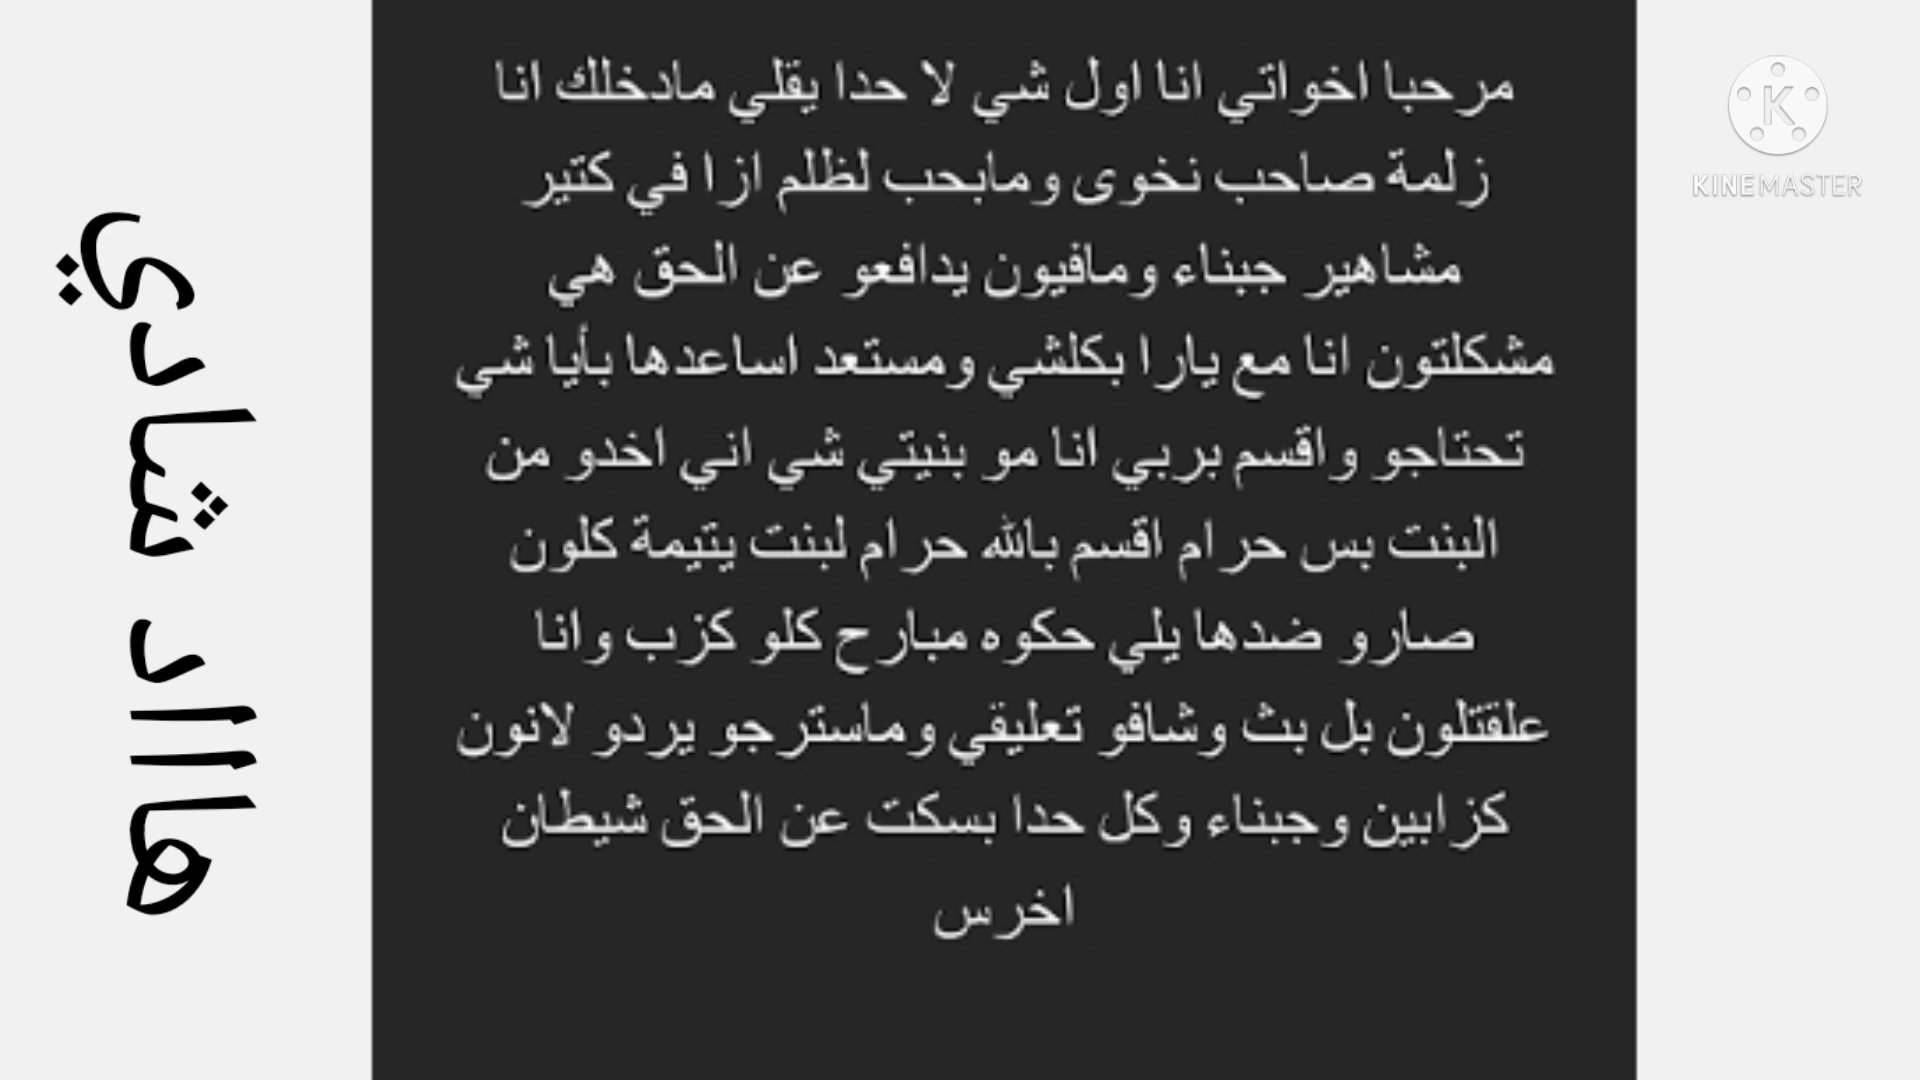 مرحبا اخواتي انا اول شي لا حدا يقلي مادخلك انا
زلمة صاحب نخوى ومابحب لظلم ازا في كتير
مشاهير جبناء ومافيون يدافعو عن الحق هي
مشكلتون انا مع يارا بكلشي ومستعد اساعدها بأيا شي
تحتاجو واقسم بربي انا مو بنيتي شي اني اخدو من
البنت بس حرام اقسم بالله حرام لبنت يتيمة كلون
صارو ضدها يلي حكوه مبارح كلو كزب وانا
علقتلون بل بث وشافو تعليقي وماسترجو يردو لانون
كزابين وجبناء وكل حدا بسكت عن الحق شيطان
اخرس
هاااد شادي
K
KINEMASTER